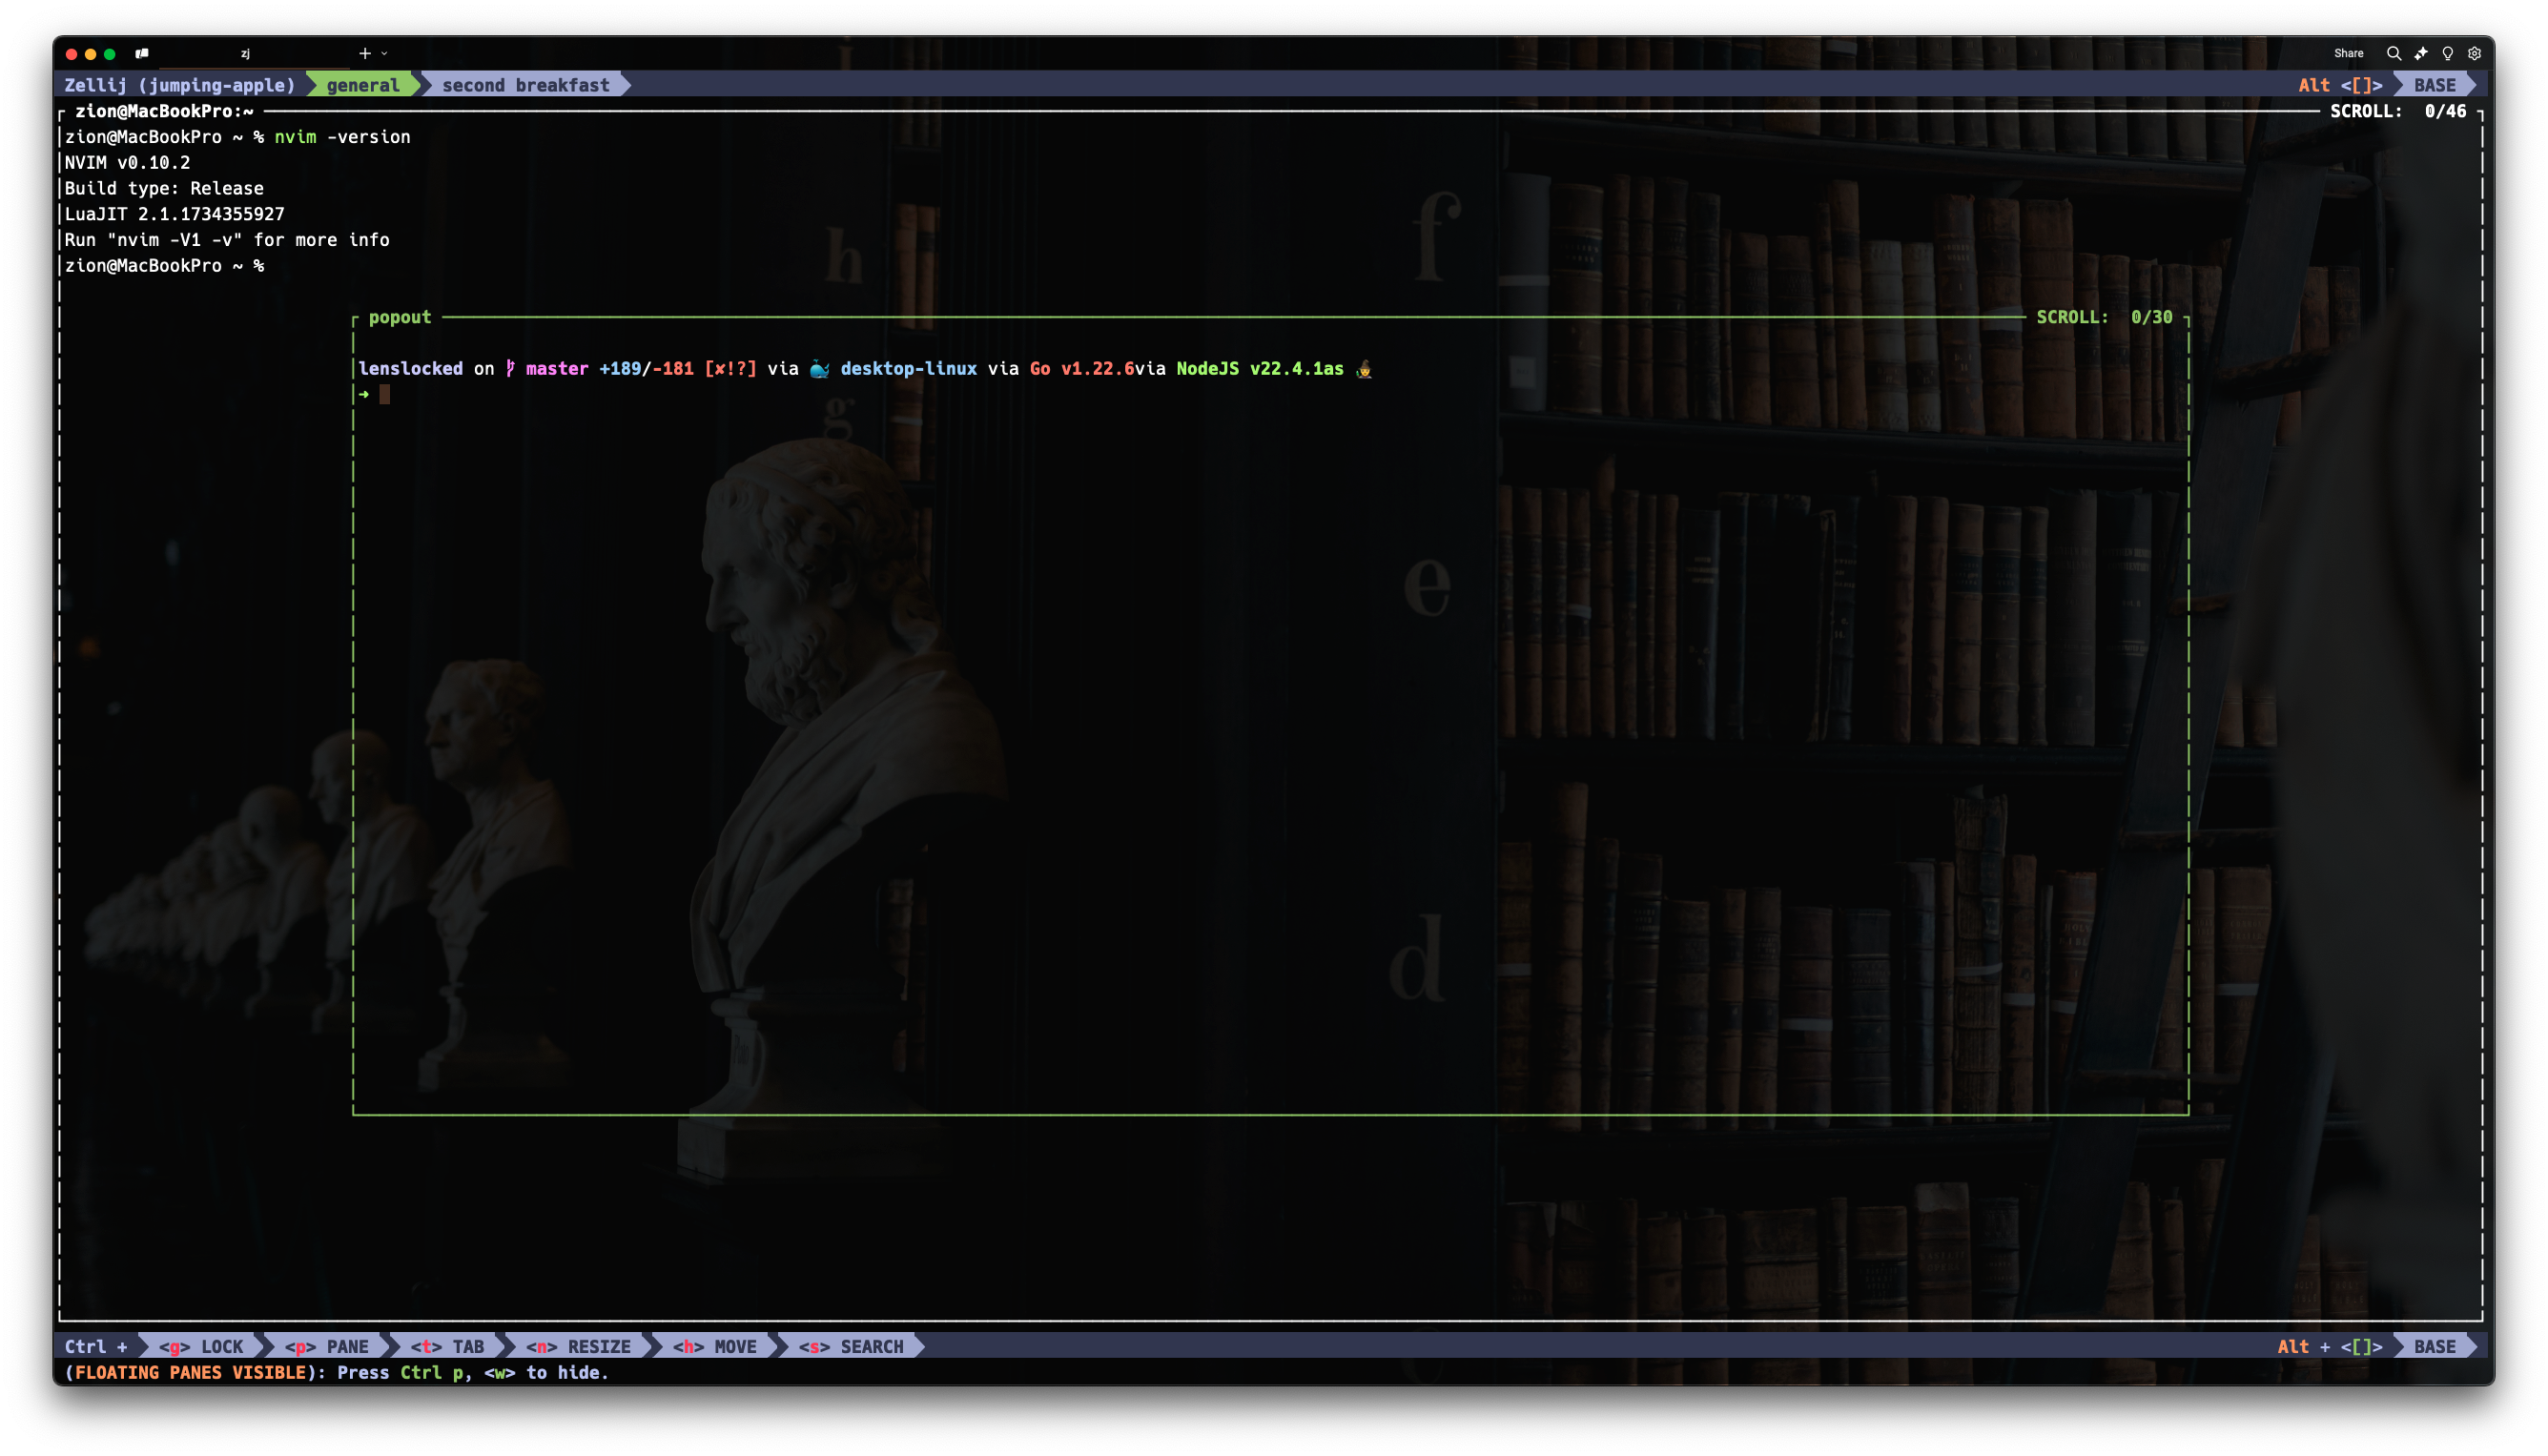 zj
Share
Zellij (jumping-apple) general second breakfast Alt <[]> BASE
zion@MacBookPro:~ SCROLL: 0/46
zion@MacBookPro ~ % nvim -version
NVIM v0.10.2
Build type: Release
LuaJIT 2.1.1734355927
Run "nvim -V1 -v" for more info
zion@MacBookPro ~ %
popout SCROLL: 0/30
lenslocked on master +189/-181 [✘!?] via 🐳 desktop-linux via Go v1.22.6via NodeJS v22.4.1as
➜
h
f
g
e
d
Ctrl + <g> LOCK <p> PANE <t> TAB <n> RESIZE <h> MOVE <s> SEARCH Alt + <[]> BASE
(FLOATING PANES VISIBLE): Press Ctrl p, <w> to hide.